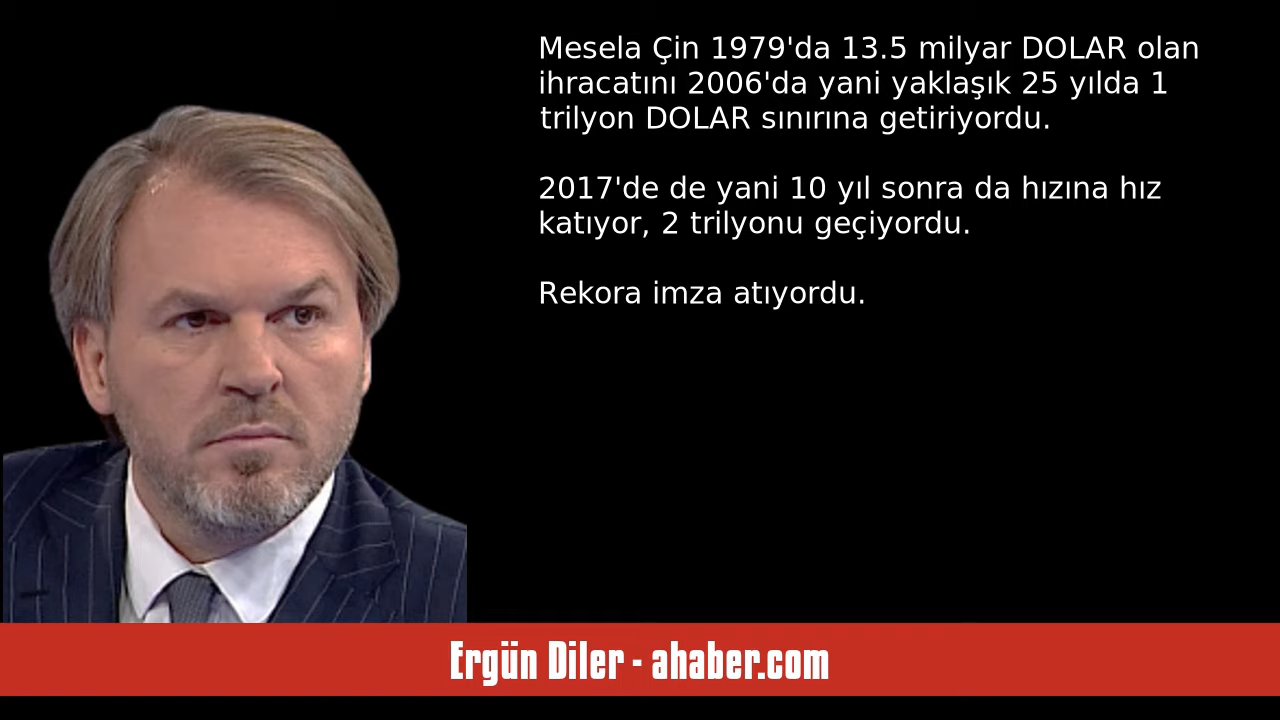 Mesela Çin 1979'da 13.5 milyar DOLAR olan
ihracatını 2006'da yani yaklaşık 25 yılda 1
trilyon DOLAR sınırına getiriyordu.
2017'de de yani 10 yıl sonra da hızına hız
katıyor, 2 trilyonu geçiyordu.
Rekora imza atıyordu.
Ergün Diler - ahaber.com